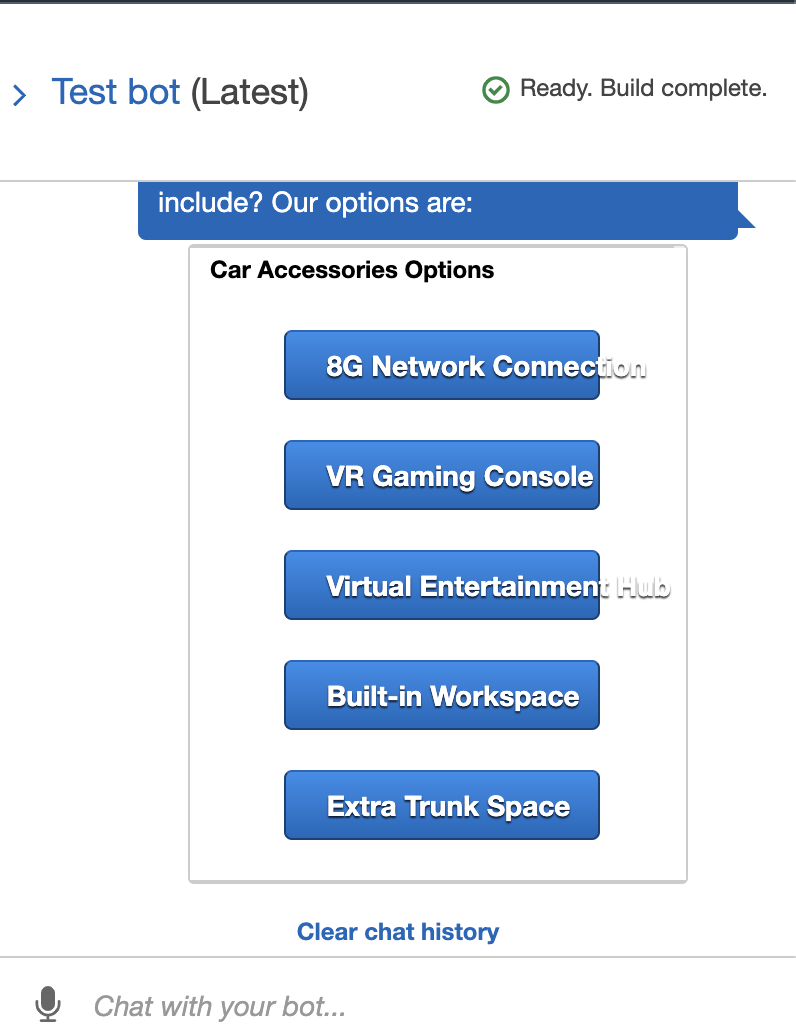 Test bot (Latest)
Ready. Build complete.
include? Our options are:
Car Accessories Options
8G Network Connection
VR Gaming Console
Virtual Entertainment Hub
Built-in Workspace
Extra Trunk Space
Clear chat history
Chat with your bot...